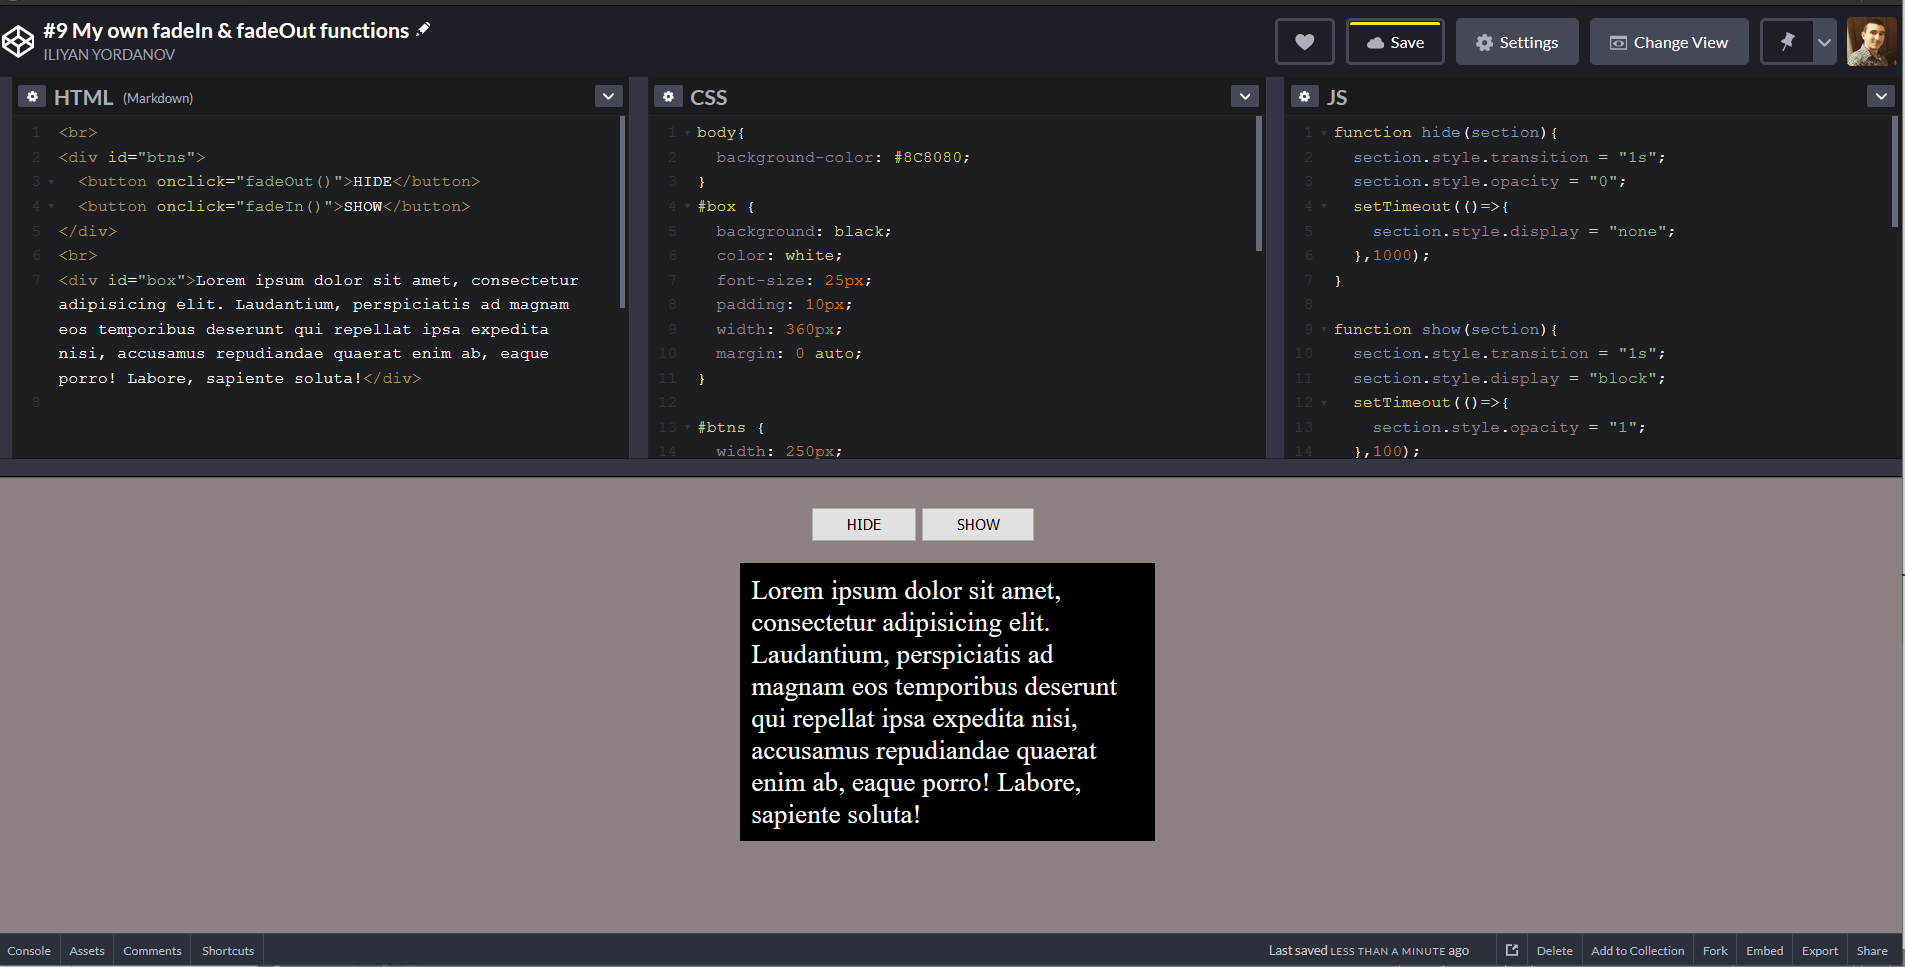 #9 My own fadeIn & fadeOut functions
ILIYAN YORDANOV
Save
Settings
Change View
HTML (Markdown)
1 <br>
2 <div id="btns">
3 <button onclick="fadeOut()">HIDE</button>
4 <button onclick="fadeIn()">SHOW</button>
5 </div>
6 <br>
7 <div id="box">Lorem ipsum dolor sit amet, consectetur
adipisicing elit. Laudantium, perspiciatis ad magnam
eos temporibus deserunt qui repellat ipsa expedita
nisi, accusamus repudiandae quaerat enim ab, eaque
porro! Labore, sapiente soluta!</div>
8
CSS
1 body{
2 background-color: #8C8080;
3 }
4 #box {
5 background: black;
6 color: white;
7 font-size: 25px;
8 padding: 10px;
9 width: 360px;
10 margin: 0 auto;
11 }
12
13 #btns {
14 width: 250px;
JS
1 function hide(section){
2 section.style.transition = "1s";
3 section.style.opacity = "0";
4 setTimeout(()=>{
5 section.style.display = "none";
6 },1000);
7 }
8
9 function show(section){
10 section.style.transition = "1s";
11 section.style.display = "block";
12 setTimeout(()=>{
13 section.style.opacity = "1";
14 },100);
HIDE
SHOW
Lorem ipsum dolor sit amet,
consectetur adipisicing elit.
Laudantium, perspiciatis ad
magnam eos temporibus deserunt
qui repellat ipsa expedita nisi,
accusamus repudiandae quaerat
enim ab, eaque porro! Labore,
sapiente soluta!
Console
Assets
Comments
Shortcuts
Last saved LESS THAN A MINUTE ago
Delete
Add to Collection
Fork
Embed
Export
Share